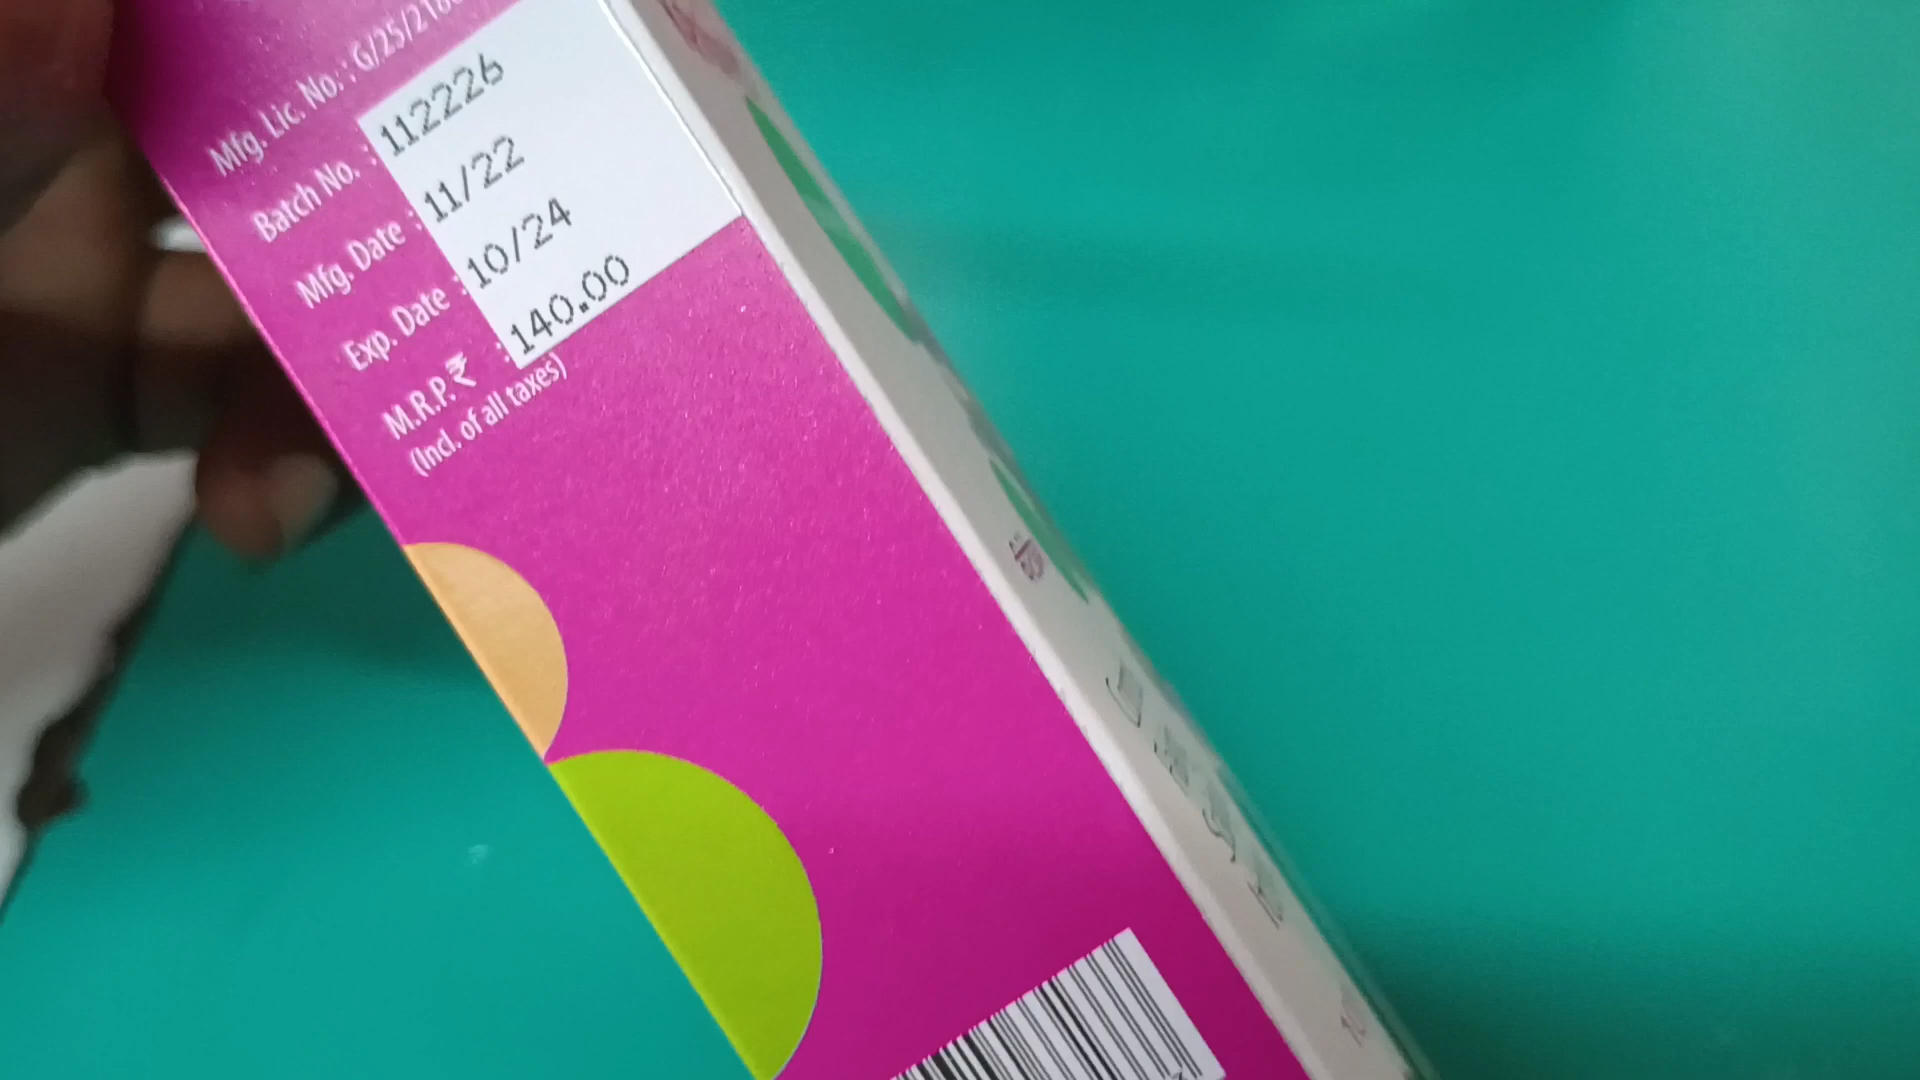 Mfg. Lic. No. : G/25/218
Batch No. : 112226
Mfg. Date : 11/22
Exp. Date : 10/24
M.R.P. ₹ : 140.00
(Incl. of all taxes)